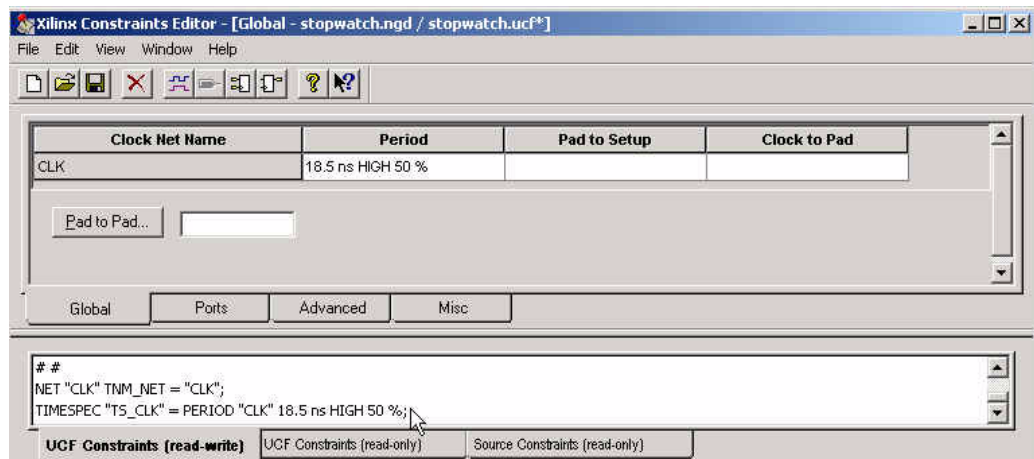 Xilinx Constraints Editor - [Global - stopwatch.ngd / stopwatch.ucf*]
File Edit View Window Help
Clock Net Name Period Pad to Setup Clock to Pad
CLK 18.5 ns HIGH 50 %
Pad to Pad...
Global Ports Advanced Misc
# #
NET "CLK" TNM_NET = "CLK";
TIMESPEC "TS_CLK" = PERIOD "CLK" 18.5 ns HIGH 50 %;
UCF Constraints (read-write) UCF Constraints (read-only) Source Constraints (read-only)